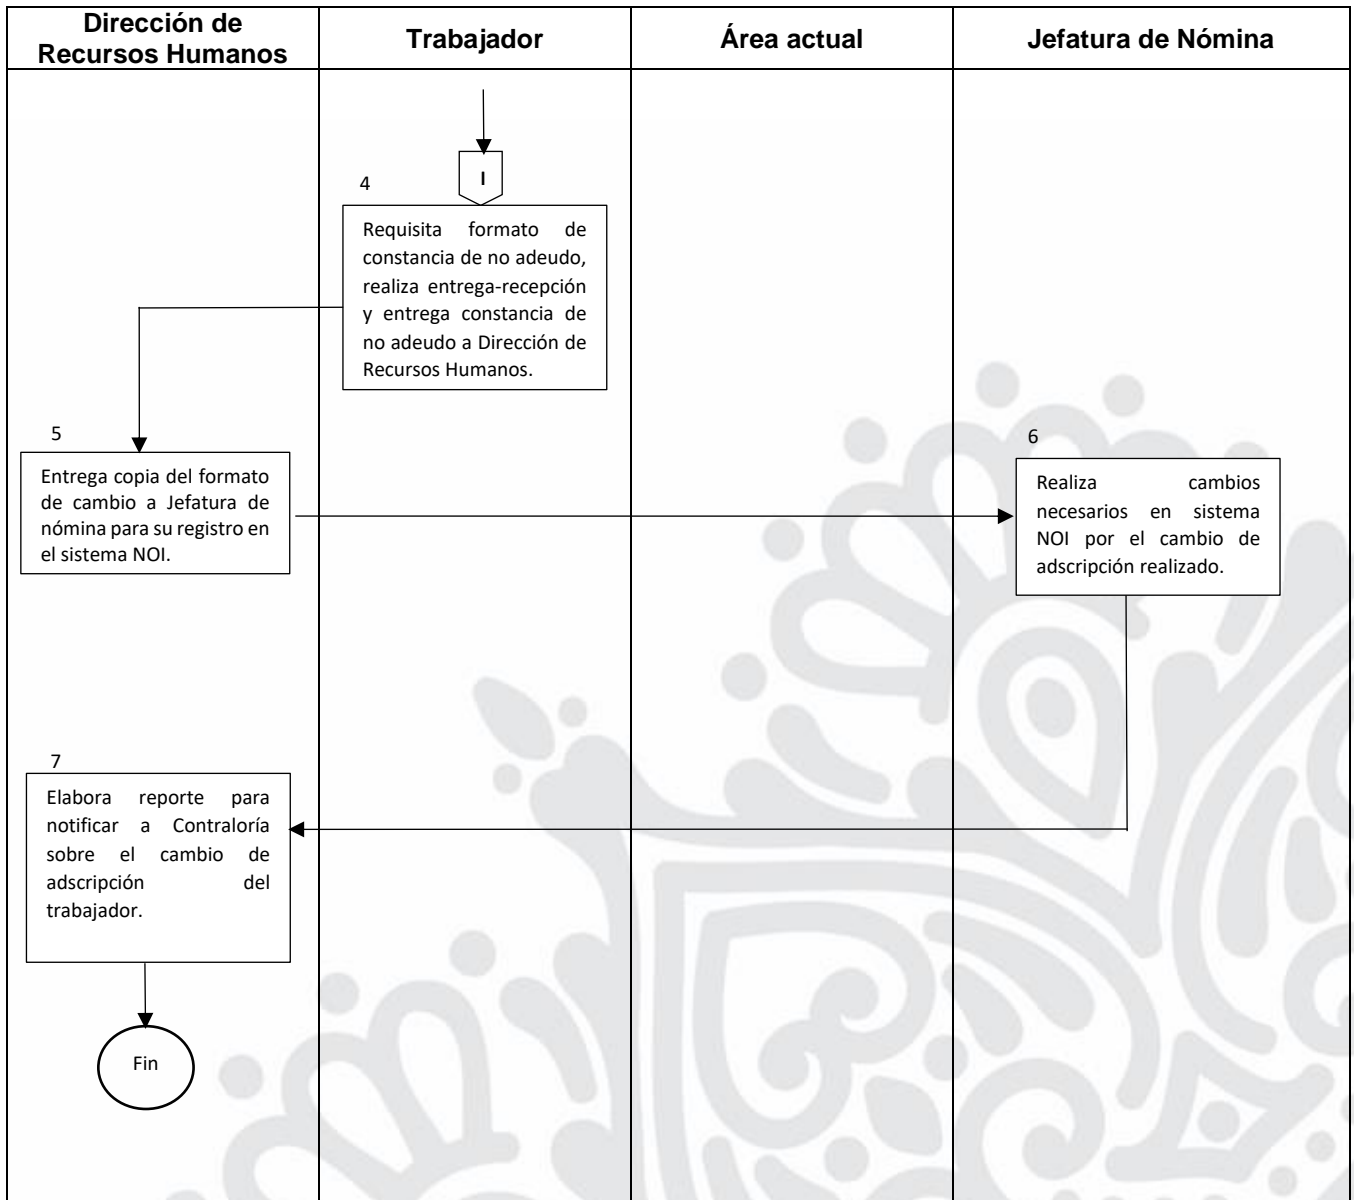 Dirección de
Recursos Humanos
Trabajador
Área actual
Jefatura de Nómina
I
4
Requisita formato de
constancia de no adeudo,
realiza entrega-recepción
y entrega constancia de
no adeudo a Dirección de
Recursos Humanos.
5
Entrega copia del formato
de cambio a Jefatura de
nómina para su registro en
el sistema NOI.
6
Realiza cambios
necesarios en sistema
NOI por el cambio de
adscripción realizado.
7
Elabora reporte para
notificar a Contraloría
sobre el cambio de
adscripción del
trabajador.
Fin